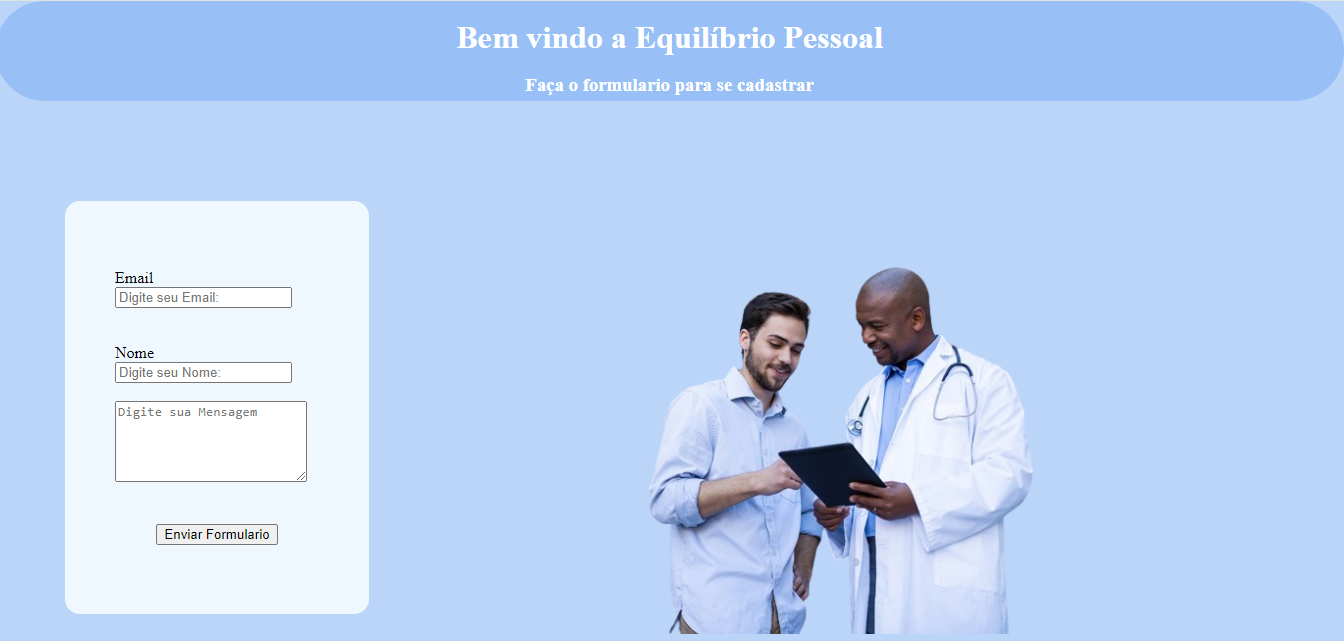 Bem vindo a Equilíbrio Pessoal
Faça o formulario para se cadastrar
Email
Digite seu Email:
Nome
Digite seu Nome:
Digite sua Mensagem
Enviar Formulario